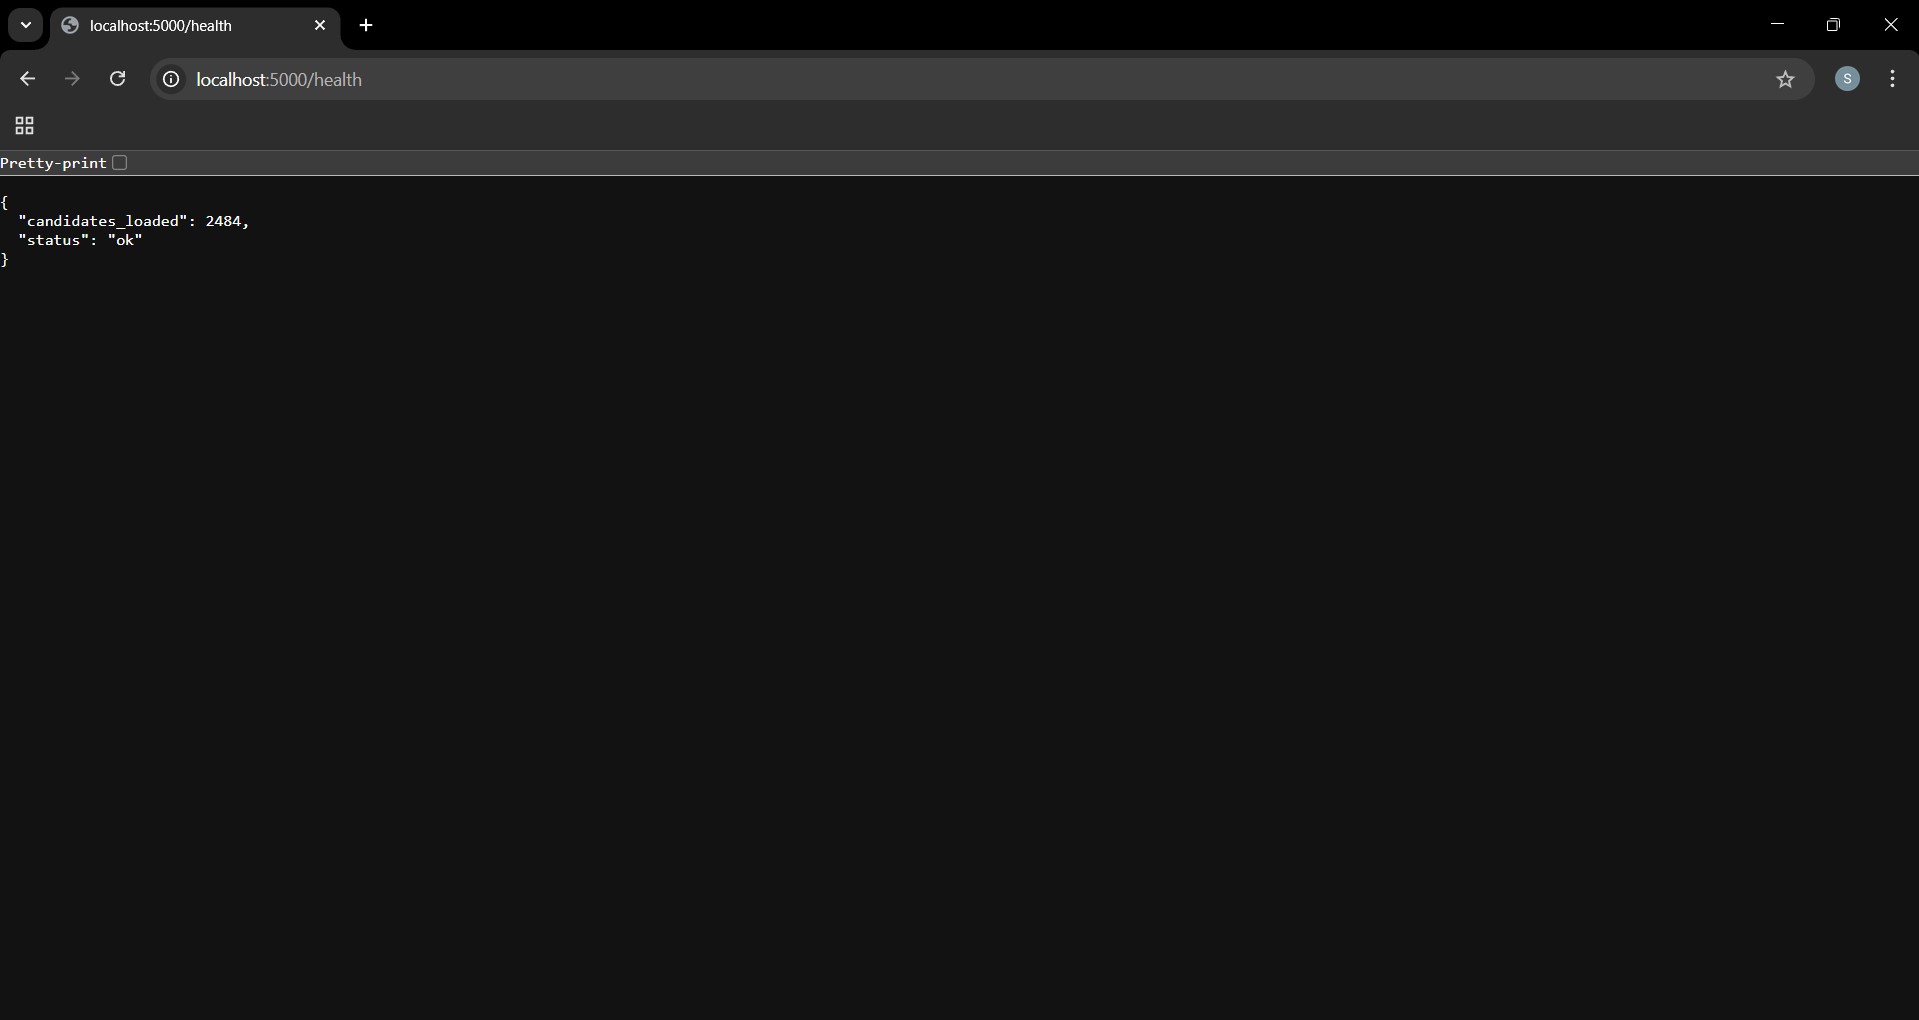 localhost:5000/health
localhost:5000/health
S
Pretty-print
{
"candidates_loaded": 2484,
"status": "ok"
}